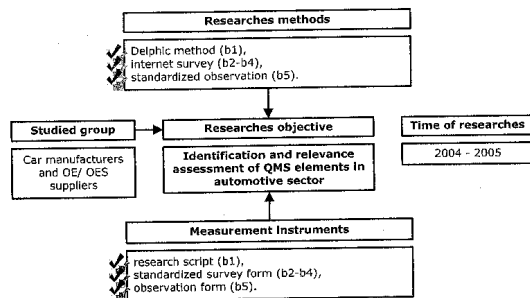 Researches methods
Delphic method (b1),
internet survey (b2-b4),
standardized observation (b5).
Studied group
Researches objective
Time of researches
Car manufacturers
and OE/ OES
suppliers
Identification and relevance
assessment of QMS elements in
automotive sector
2004 - 2005
Measurement Instruments
research script (b1),
standardized survey form (b2-b4),
observation form (b5).